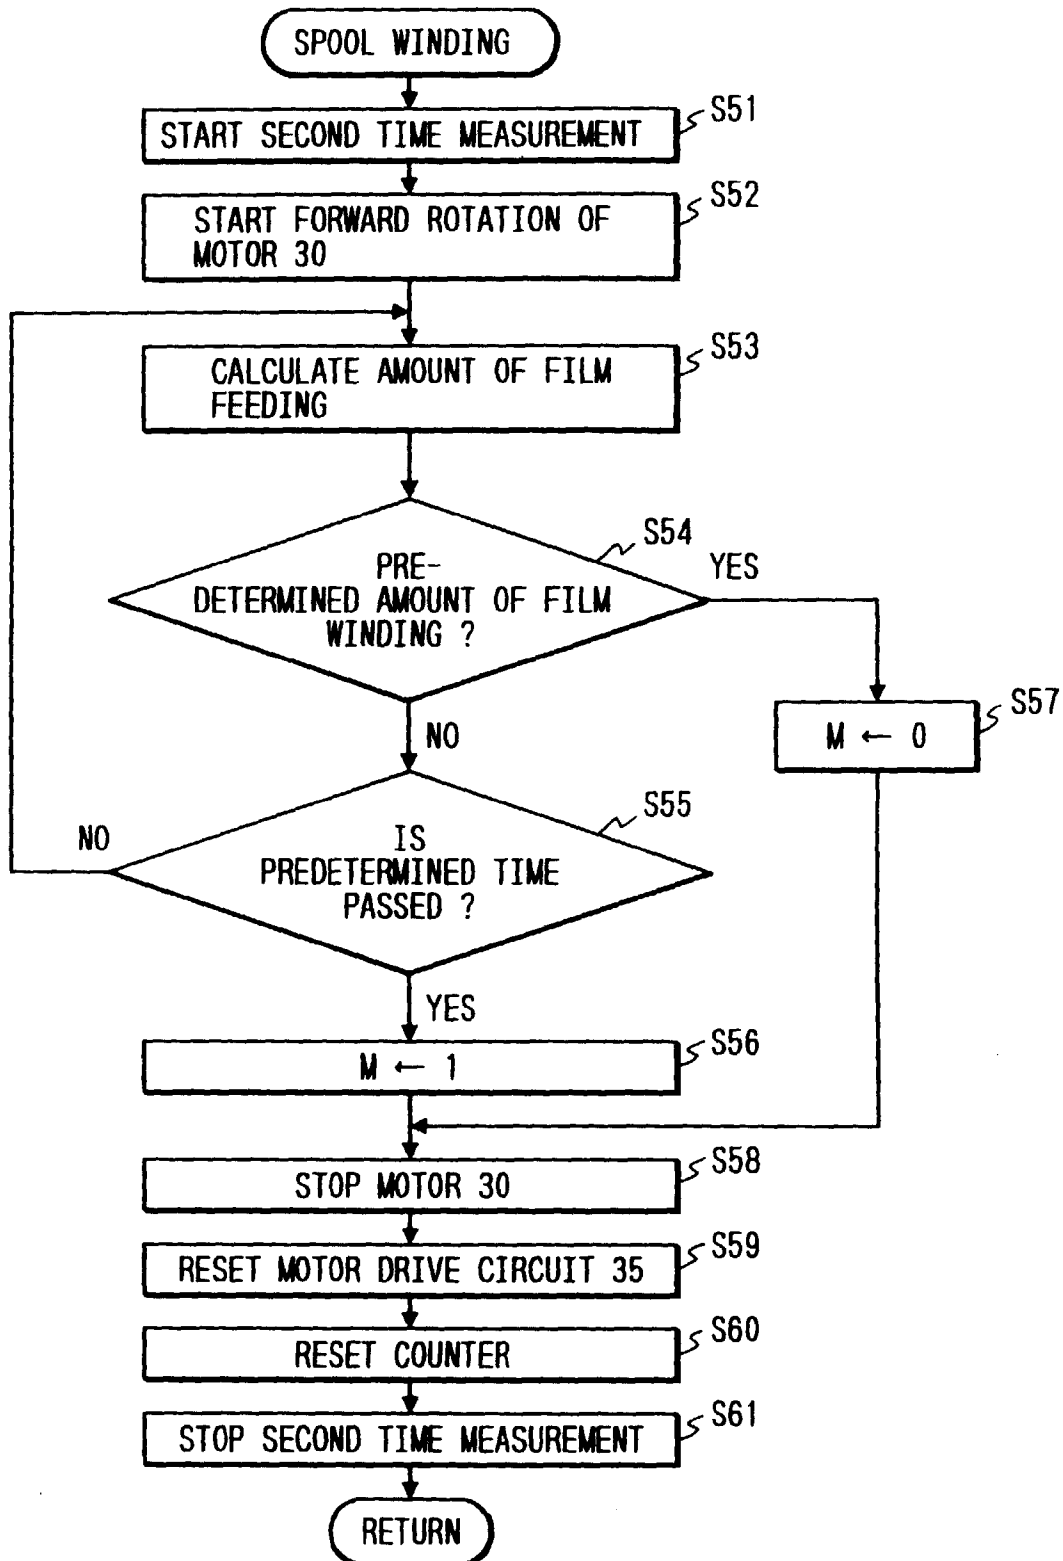 SPOOL WINDING
S51
START SECOND TIME MEASUREMENT
S52
START FORWARD ROTATION OF
MOTOR 30
S53
CALCULATE AMOUNT OF FILM
FEEDING
S54
PRE-
DETERMINED AMOUNT OF FILM
WINDING ?
YES
NO
S57
M ← 0
S55
IS
PREDETERMINED TIME
PASSED ?
NO
YES
S56
M ← 1
S58
STOP MOTOR 30
S59
RESET MOTOR DRIVE CIRCUIT 35
S60
RESET COUNTER
S61
STOP SECOND TIME MEASUREMENT
RETURN